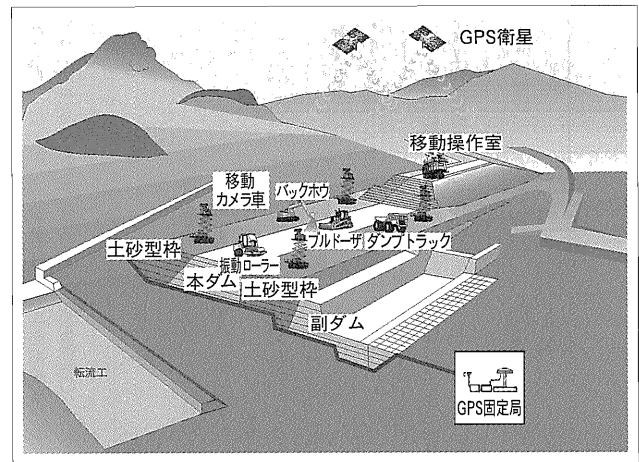 GPS衛星
移動操作室
移動
カメラ車
バックホウ
ブルドーザ
ダンプトラック
土砂型枠
振動ローラー
本ダム
土砂型枠
副ダム
転流工
GPS固定局